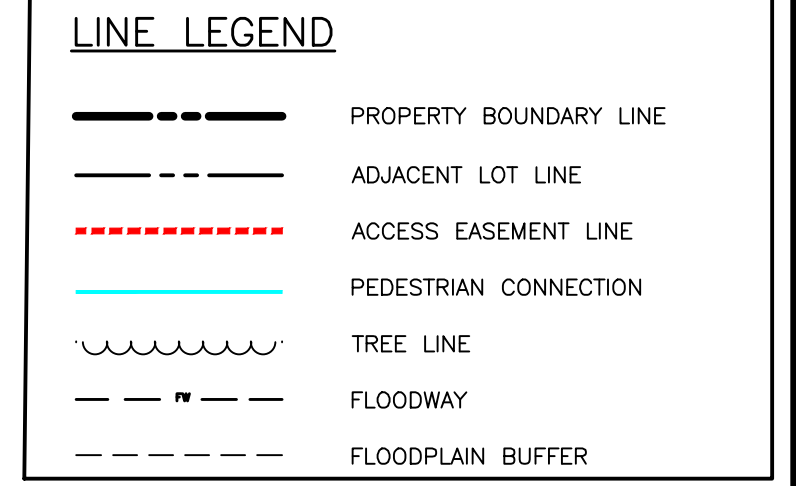 LINE LEGEND
PROPERTY BOUNDARY LINE
ADJACENT LOT LINE
ACCESS EASEMENT LINE
PEDESTRIAN CONNECTION
TREE LINE
FW FLOODWAY
FLOODPLAIN BUFFER